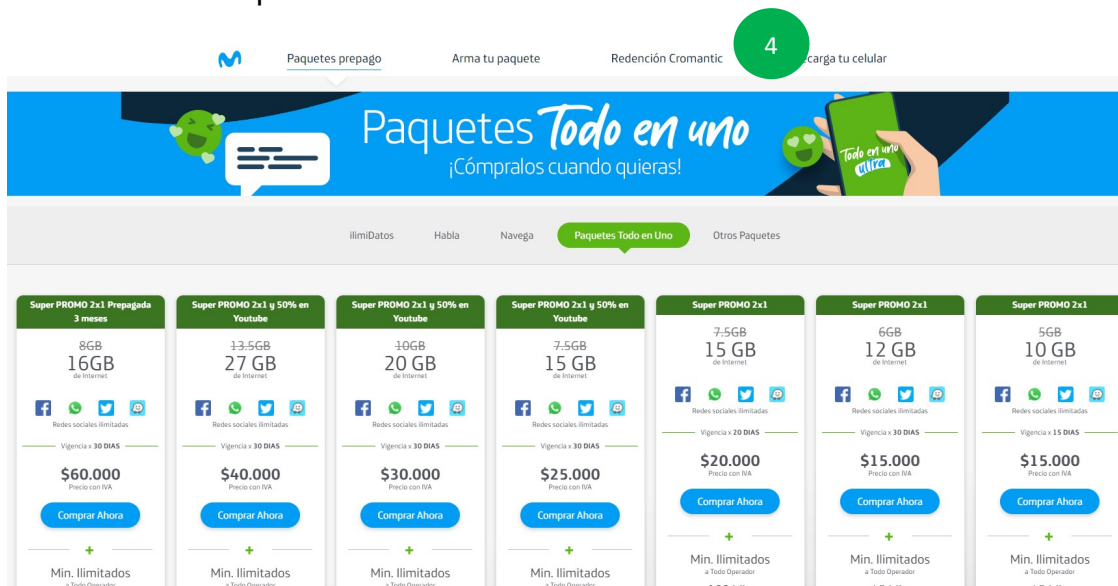 4
Paquetes prepago
Arma tu paquete
Redención Cromantic
ecarga tu celular
Paquetes Todo en uno
¡Cómpralos cuando quieras!
Todo en uno
ultra
ilimiDatos
Habla
Navega
Paquetes Todo en Uno
Otros Paquetes
Super PROMO 2x1 Prepagada
3 meses
8GB
16GB
de Internet
Redes sociales ilimitadas
Vigencia x 30 DIAS
$60.000
Precio con IVA
Comprar Ahora
+
Min. Ilimitados
a Todo Operador
Super PROMO 2x1 y 50% en
Youtube
13.5GB
27 GB
de Internet
Redes sociales ilimitadas
Vigencia x 30 DIAS
$40.000
Precio con IVA
Comprar Ahora
+
Min. Ilimitados
a Todo Operador
Super PROMO 2x1 y 50% en
Youtube
10GB
20 GB
de Internet
Redes sociales ilimitadas
Vigencia x 30 DIAS
$30.000
Precio con IVA
Comprar Ahora
+
Min. Ilimitados
a Todo Operador
Super PROMO 2x1 y 50% en
Youtube
7.5GB
15 GB
de Internet
Redes sociales ilimitadas
Vigencia x 30 DIAS
$25.000
Precio con IVA
Comprar Ahora
+
Min. Ilimitados
a Todo Operador
Super PROMO 2x1
7.5GB
15 GB
de Internet
Redes sociales ilimitadas
Vigencia x 20 DIAS
$20.000
Precio con IVA
Comprar Ahora
+
Min. Ilimitados
a Todo Operador
Super PROMO 2x1
6GB
12 GB
de Internet
Redes sociales ilimitadas
Vigencia x 30 DIAS
$15.000
Precio con IVA
Comprar Ahora
+
Min. Ilimitados
a Todo Operador
Super PROMO 2x1
5GB
10 GB
de Internet
Redes sociales ilimitadas
Vigencia x 15 DIAS
$15.000
Precio con IVA
Comprar Ahora
+
Min. Ilimitados
a Todo Operador